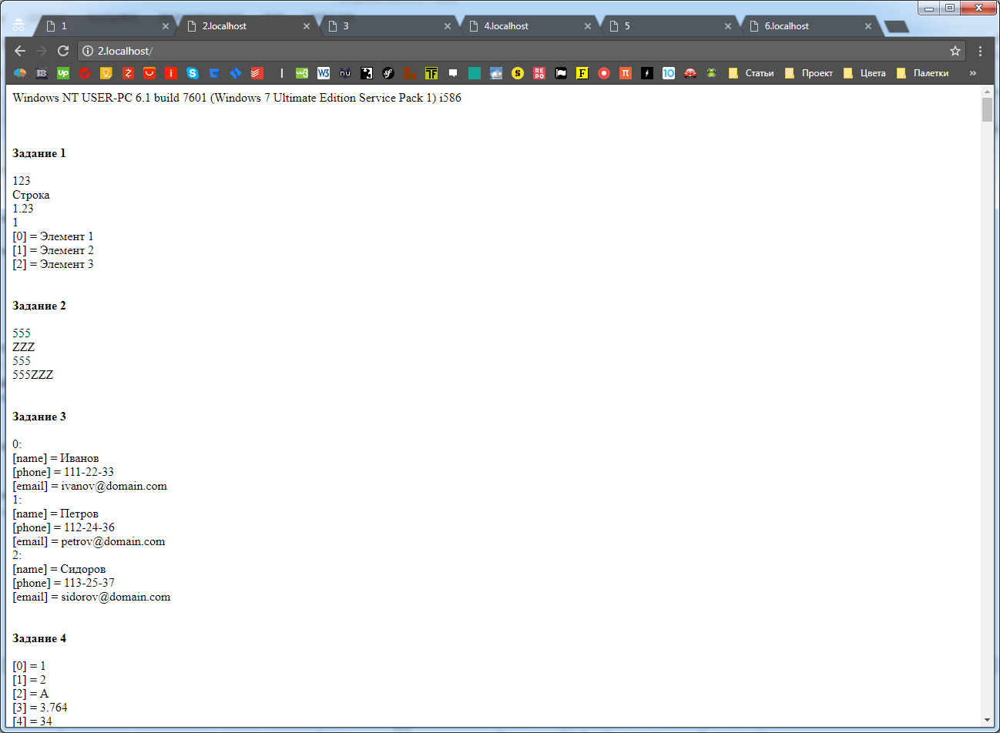 1
2.localhost
3
4.localhost
5
6.localhost
2.localhost/
Статьи Проект Цвета Палетки »
Windows NT USER-PC 6.1 build 7601 (Windows 7 Ultimate Edition Service Pack 1) i586
Задание 1
123
Строка
1.23
1
[0] = Элемент 1
[1] = Элемент 2
[2] = Элемент 3
Задание 2
555
ZZZ
555
555ZZZ
Задание 3
0:
[name] = Иванов
[phone] = 111-22-33
[email] = ivanov@domain.com
1:
[name] = Петров
[phone] = 112-24-36
[email] = petrov@domain.com
2:
[name] = Сидоров
[phone] = 113-25-37
[email] = sidorov@domain.com
Задание 4
[0] = 1
[1] = 2
[2] = A
[3] = 3.764
[4] = 34